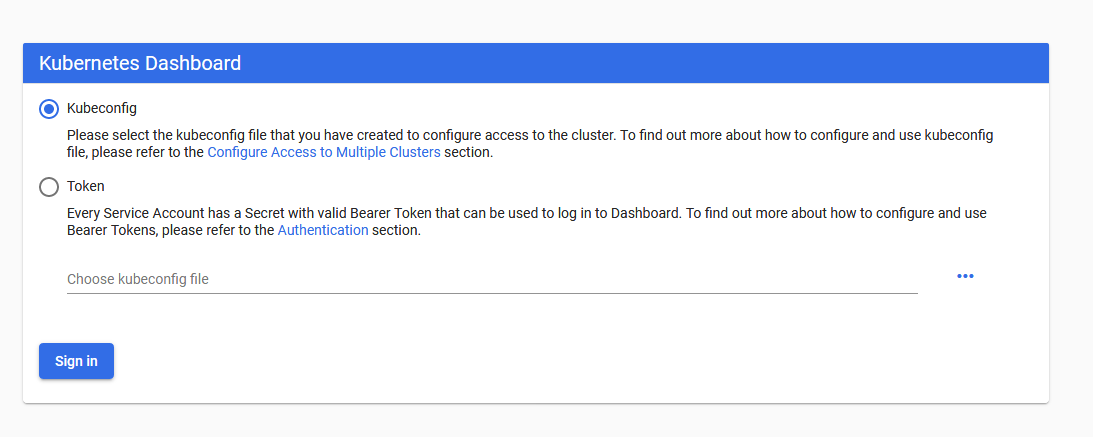 Kubernetes Dashboard
Kubeconfig
Please select the kubeconfig file that you have created to configure access to the cluster. To find out more about how to configure and use kubeconfig
file, please refer to the Configure Access to Multiple Clusters section.
Token
Every Service Account has a Secret with valid Bearer Token that can be used to log in to Dashboard. To find out more about how to configure and use
Bearer Tokens, please refer to the Authentication section.
Choose kubeconfig file
Sign in